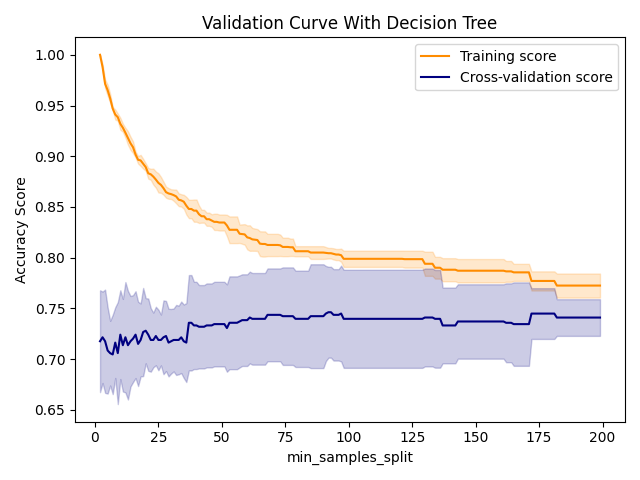 Validation Curve With Decision Tree
Training score
Cross-validation score
Accuracy Score
1.00
0.95
0.90
0.85
0.80
0.75
0.70
0.65
0 25 50 75 100 125 150 175 200
min_samples_split